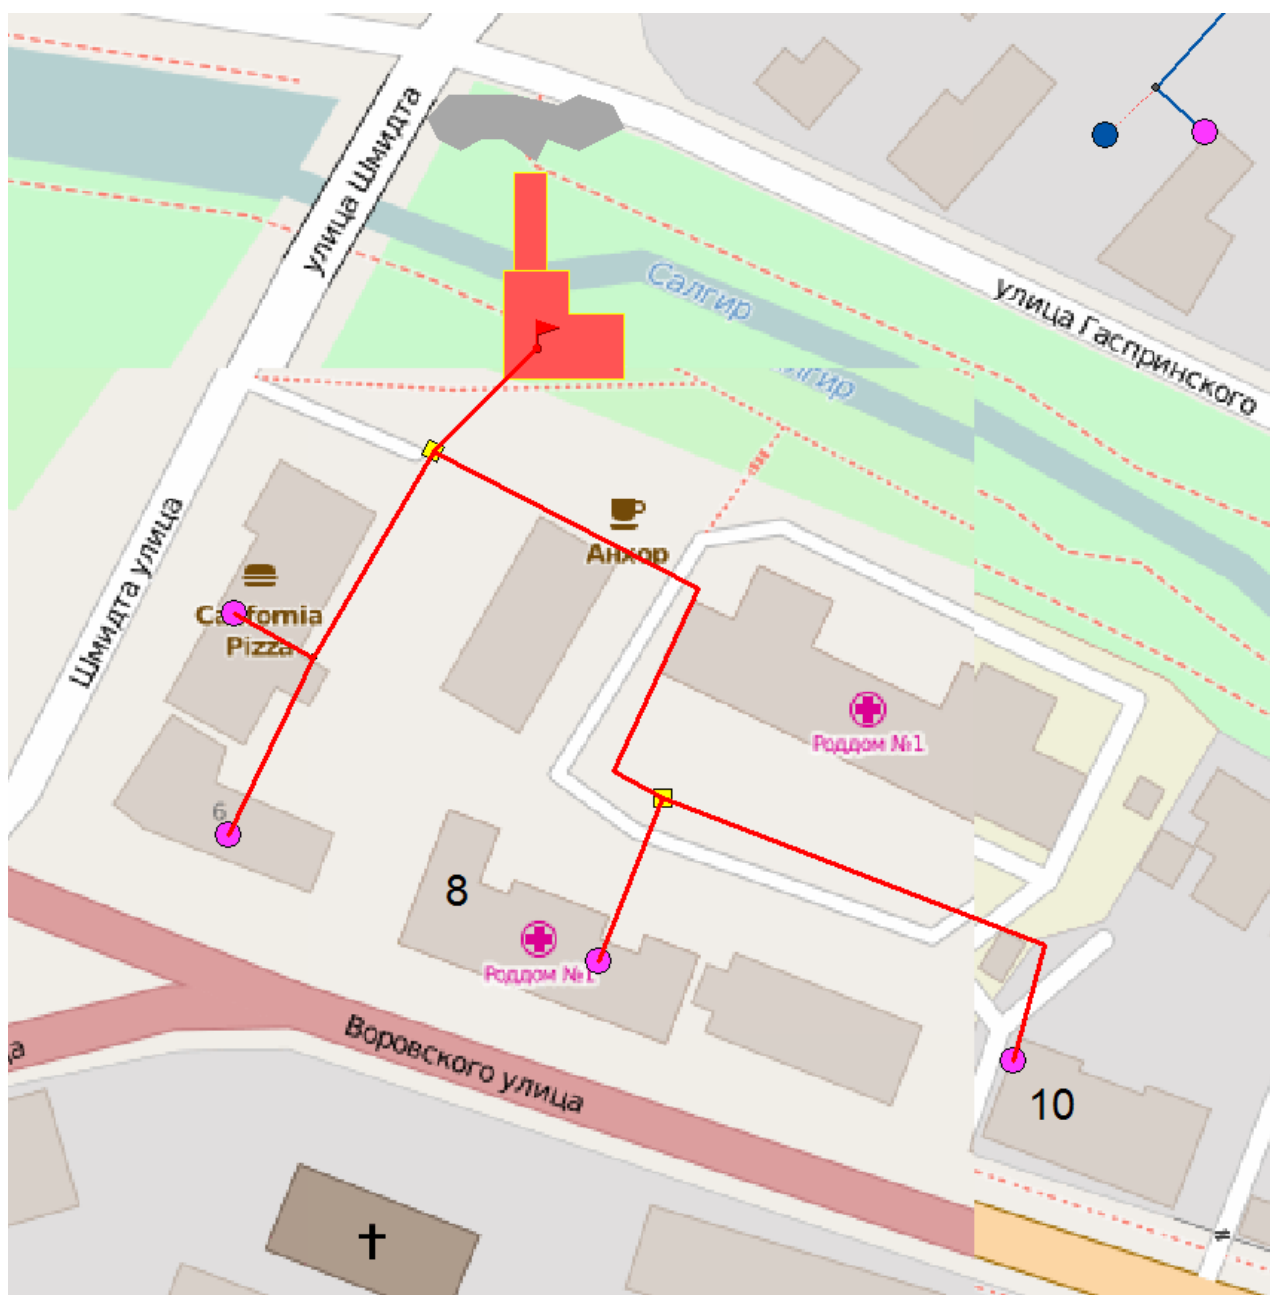 улица Шмидта
Салгир
улица Гаспринского
лгир
Шмидта улица
Анхор
California
Pizza
Роддом №1
6
8
Роддом №1
Воровского улица
10